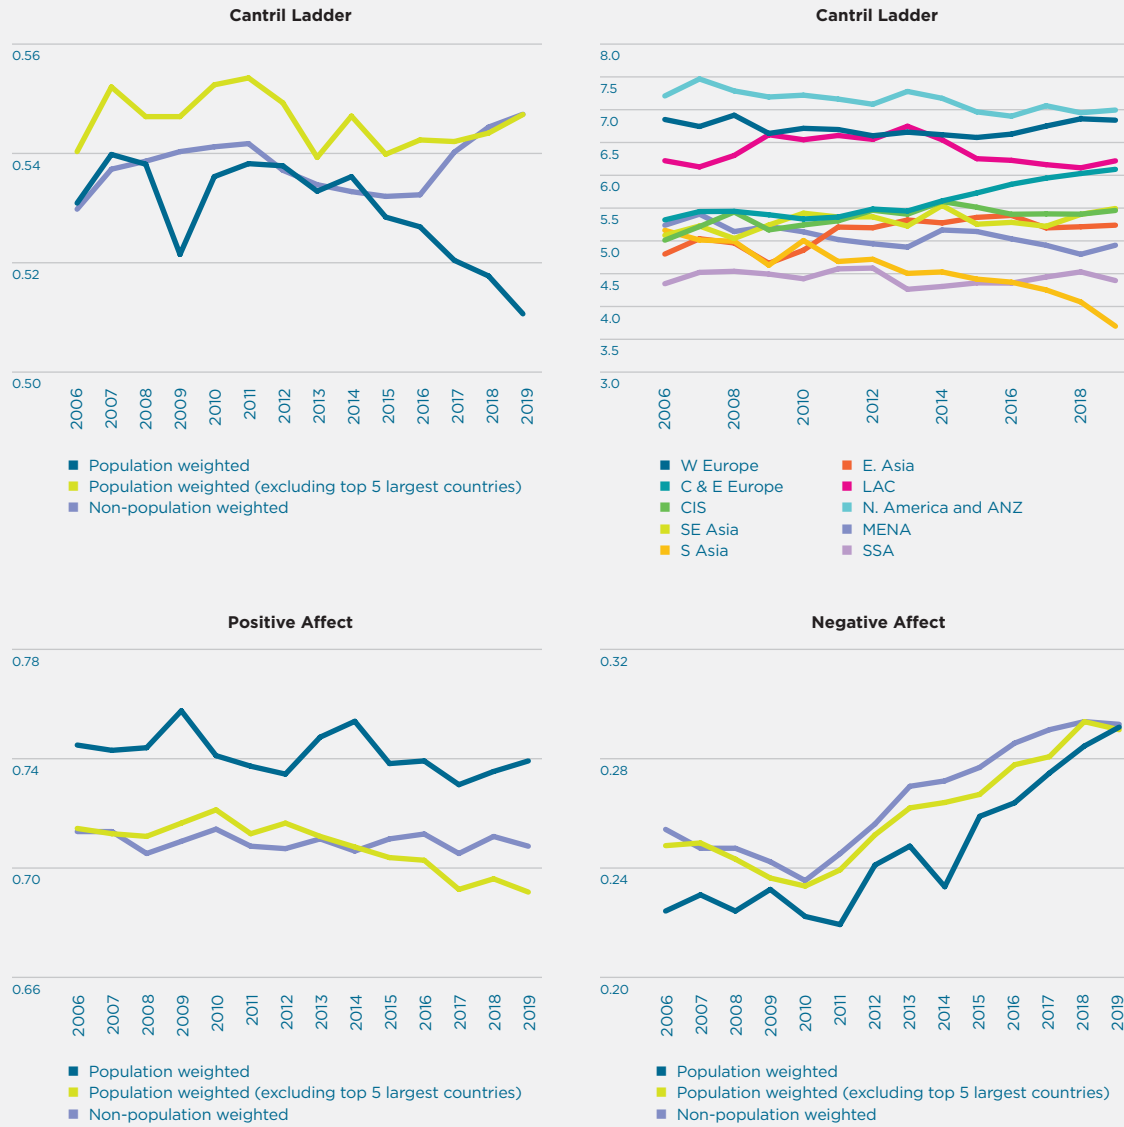 Cantril Ladder
0.56
0.54
0.52
0.50
2006 2007 2008 2009 2010 2011 2012 2013 2014 2015 2016 2017 2018 2019
Population weighted
Population weighted (excluding top 5 largest countries)
Non-population weighted
Cantril Ladder
8.0
7.5
7.0
6.5
6.0
5.5
5.0
4.5
4.0
3.5
3.0
2006 2008 2010 2012 2014 2016 2018
W Europe
C & E Europe
CIS
SE Asia
S Asia
E. Asia
LAC
N. America and ANZ
MENA
SSA
Positive Affect
0.78
0.74
0.70
0.66
2006 2007 2008 2009 2010 2011 2012 2013 2014 2015 2016 2017 2018 2019
Population weighted
Population weighted (excluding top 5 largest countries)
Non-population weighted
Negative Affect
0.32
0.28
0.24
0.20
2006 2007 2008 2009 2010 2011 2012 2013 2014 2015 2016 2017 2018 2019
Population weighted
Population weighted (excluding top 5 largest countries)
Non-population weighted